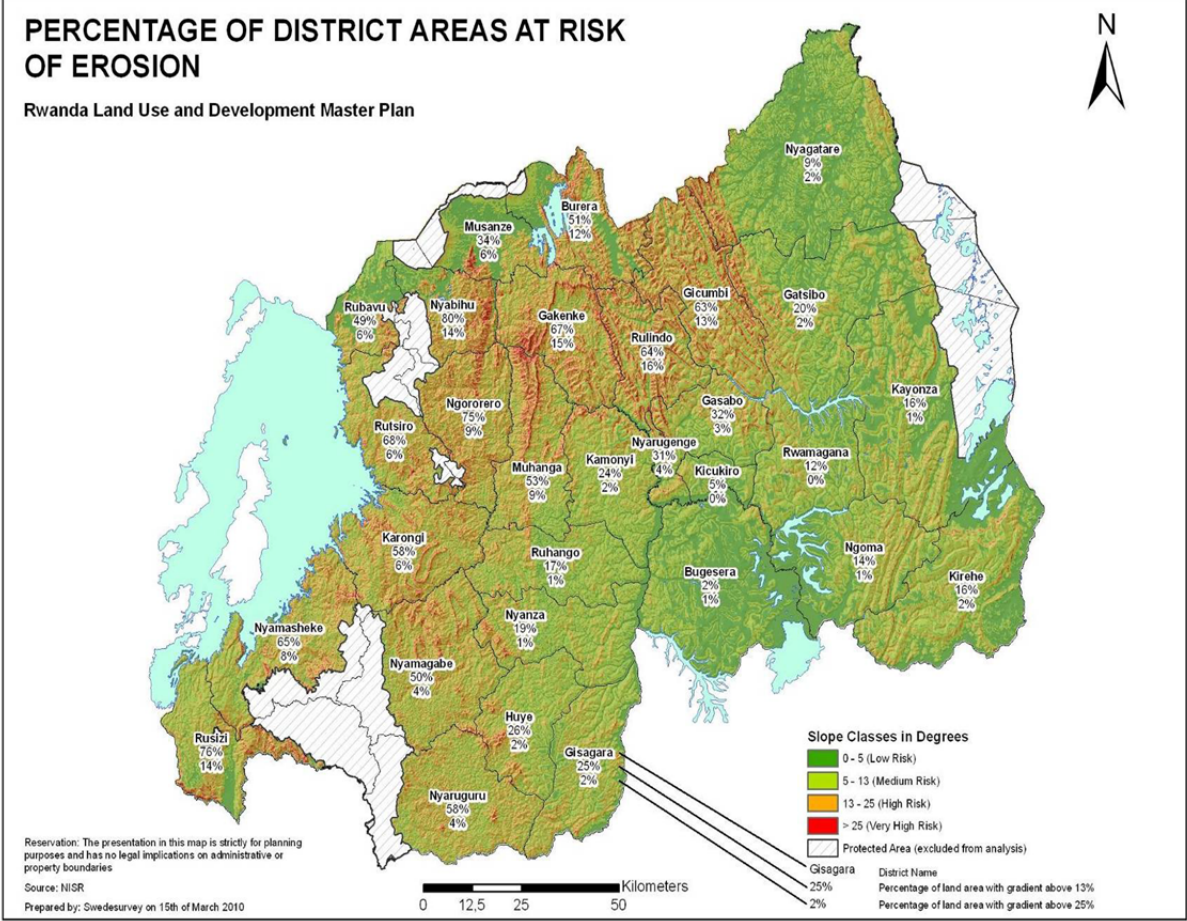 PERCENTAGE OF DISTRICT AREAS AT RISK
OF EROSION
Rwanda Land Use and Development Master Plan
N
Nyagatare
9%
2%
Burera
51%
12%
Musanze
34%
6%
Rubavu
49%
6%
Nyabihu
80%
14%
Gakenke
67%
15%
Gicumbi
63%
13%
Gatsibo
20%
2%
Rulindo
64%
16%
Kayonza
16%
1%
Ngororero
75%
9%
Gasabo
32%
3%
Rutsiro
68%
6%
Nyarugenge
31%
4%
Rwamagana
12%
0%
Muhanga
53%
9%
Kamonyi
24%
2%
Kicukiro
5%
0%
Karongi
58%
6%
Ruhango
17%
1%
Ngoma
14%
1%
Bugesera
2%
1%
Kirehe
16%
2%
Nyanza
19%
1%
Nyamasheke
65%
8%
Nyamagabe
50%
4%
Huye
26%
2%
Rusizi
76%
14%
Gisagara
25%
2%
Nyaruguru
58%
4%
Slope Classes in Degrees
0 - 5 (Low Risk)
5 - 13 (Medium Risk)
13 - 25 (High Risk)
> 25 (Very High Risk)
Protected Area (excluded from analysis)
Gisagara District Name
25% Percentage of land area with gradient above 13%
2% Percentage of land area with gradient above 25%
Reservation: The presentation in this map is strictly for planning
purposes and has no legal implications on administrative or
property boundaries
Source: NISR
Prepared by: Swedesurvey on 15th of March 2010
Kilometers
0 12,5 25 50